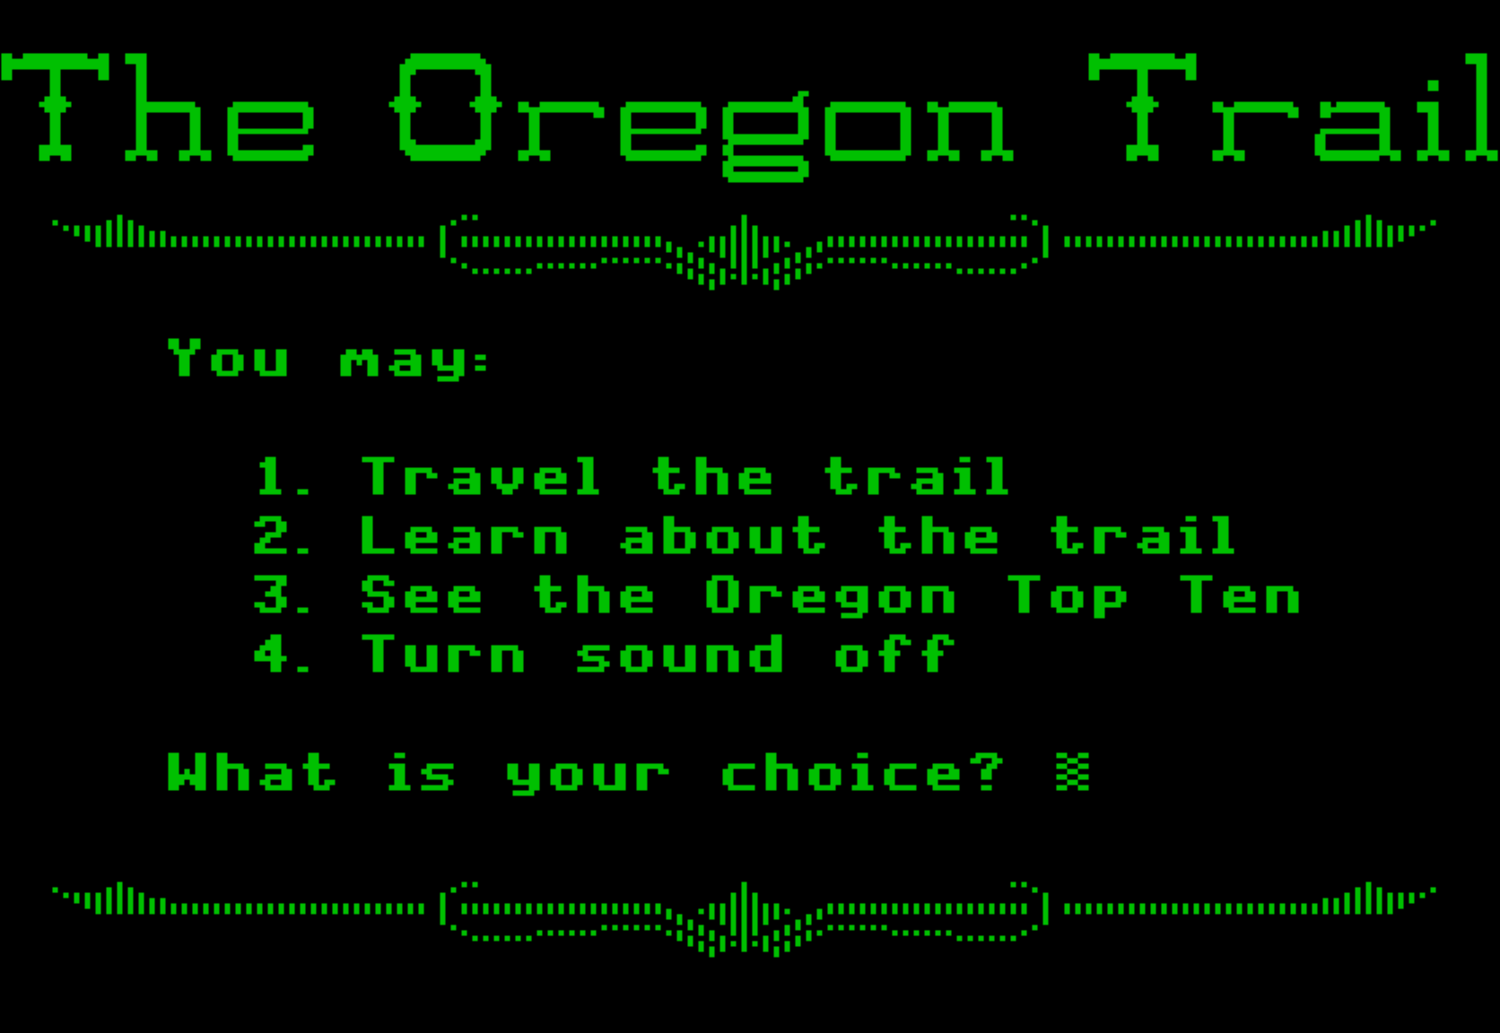 The Oregon Trail
You may:
1. Travel the trail
2. Learn about the trail
3. See the Oregon Top Ten
4. Turn sound off
What is your choice?